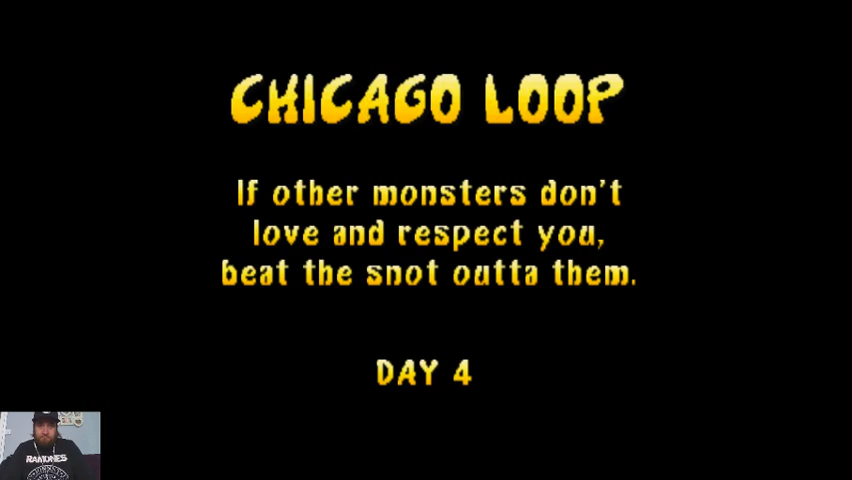 CHICAGO LOOP
If other monsters don't
love and respect you,
beat the snot outta them.
DAY 4
RAMONES